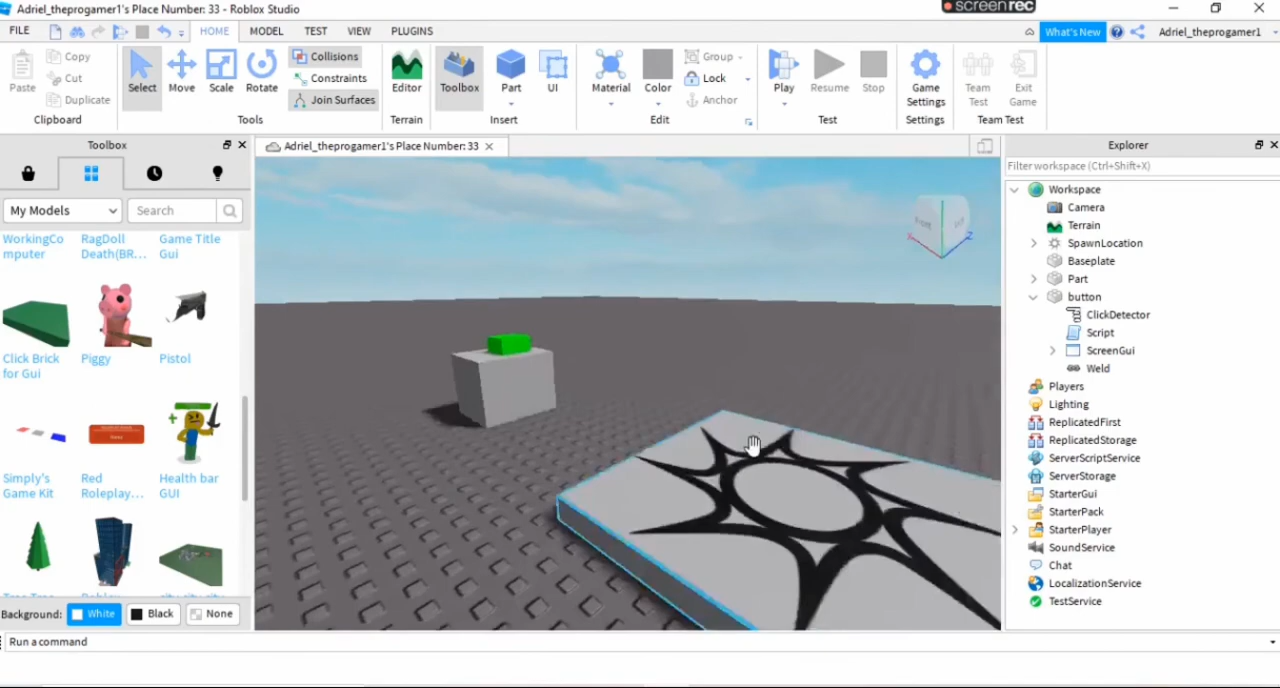 Adriel_theprogamer1's Place Number: 33 - Roblox Studio
screenrec
FILE
HOME
MODEL
TEST
VIEW
PLUGINS
What's New
Adriel_theprogamer1
Paste
Copy
Cut
Duplicate
Clipboard
Select
Move
Scale
Rotate
Collisions
Constraints
Join Surfaces
Tools
Editor
Terrain
Toolbox
Part
UI
Insert
Material
Color
Group
Lock
Anchor
Edit
Play
Resume
Stop
Test
Game
Settings
Settings
Team
Test
Exit
Game
Team Test
Toolbox
Adriel_theprogamer1's Place Number: 33
Explorer
Filter workspace (Ctrl+Shift+X)
My Models
Search
WorkingCo
mputer
RagDoll
Death(BR...
Game Title
Gui
Click Brick
for Gui
Piggy
Pistol
Simply's
Game Kit
Red
Roleplay...
Health bar
GUI
Background:
White
Black
None
Workspace
Camera
Terrain
SpawnLocation
Baseplate
Part
button
ClickDetector
Script
ScreenGui
Weld
Players
Lighting
ReplicatedFirst
ReplicatedStorage
ServerScriptService
ServerStorage
StarterGui
StarterPack
StarterPlayer
SoundService
Chat
LocalizationService
TestService
Run a command